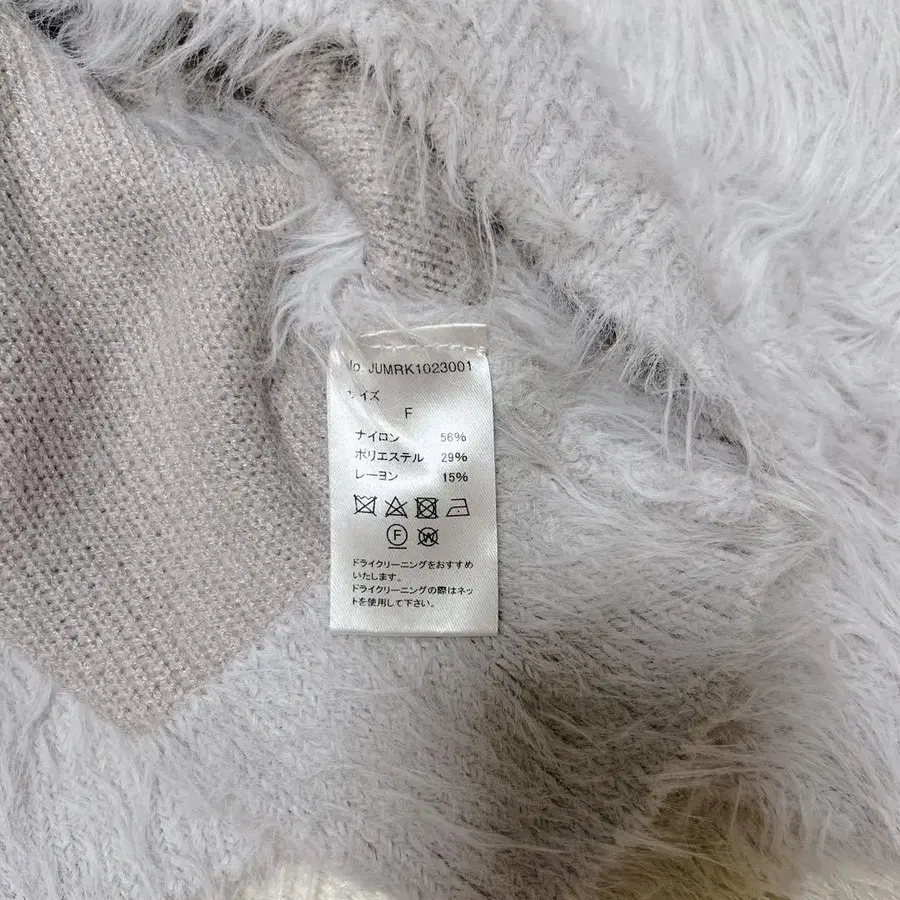 No. JUMRK1023001
サイズ
F
ナイロン 56%
ポリエステル 29%
レーヨン 15%
F W
ドライクリーニングをおすすめ
いたします。
ドライクリーニングの際はネッ
トを使用して下さい。